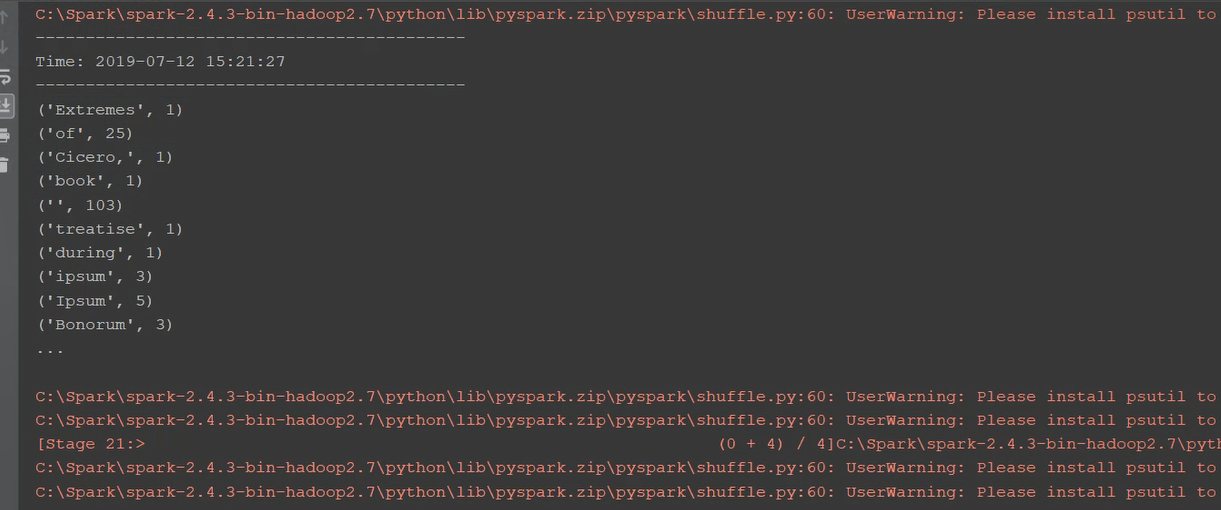 C:\Spark\spark-2.4.3-bin-hadoop2.7\python\lib\pyspark.zip\pyspark\shuffle.py:60: UserWarning: Please install psutil to
-------------------------------------------
Time: 2019-07-12 15:21:27
-------------------------------------------
('Extremes', 1)
('of', 25)
('Cicero,', 1)
('book', 1)
('', 103)
('treatise', 1)
('during', 1)
('ipsum', 3)
('Ipsum', 5)
('Bonorum', 3)
...
C:\Spark\spark-2.4.3-bin-hadoop2.7\python\lib\pyspark.zip\pyspark\shuffle.py:60: UserWarning: Please install psutil to
C:\Spark\spark-2.4.3-bin-hadoop2.7\python\lib\pyspark.zip\pyspark\shuffle.py:60: UserWarning: Please install psutil to
[Stage 21:>                                                         (0 + 4) / 4]C:\Spark\spark-2.4.3-bin-hadoop2.7\pyth
C:\Spark\spark-2.4.3-bin-hadoop2.7\python\lib\pyspark.zip\pyspark\shuffle.py:60: UserWarning: Please install psutil to
C:\Spark\spark-2.4.3-bin-hadoop2.7\python\lib\pyspark.zip\pyspark\shuffle.py:60: UserWarning: Please install psutil to